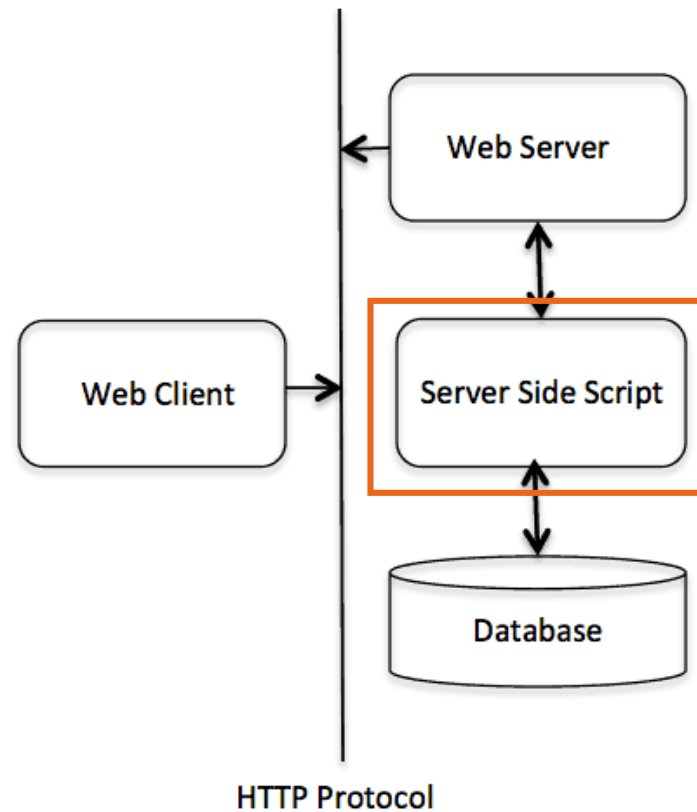 Web Server
Web Client
Server Side Script
Database
HTTP Protocol